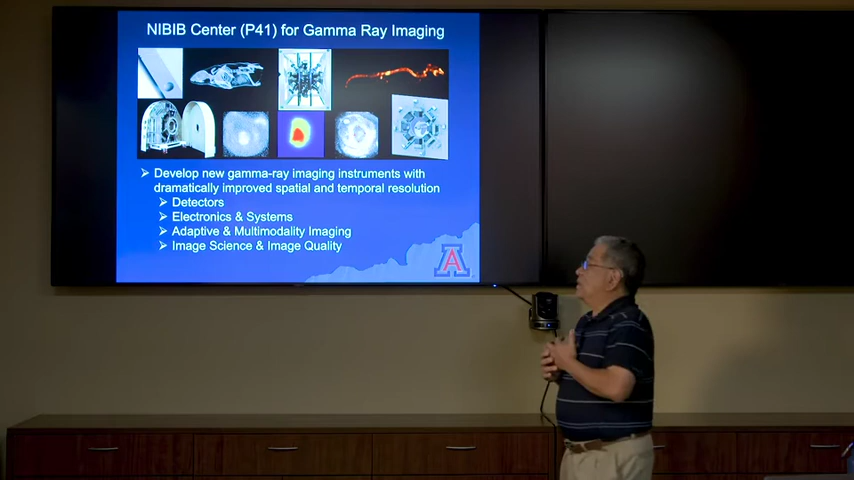 NIBIB Center (P41) for Gamma Ray Imaging
➢ Develop new gamma-ray imaging instruments with
dramatically improved spatial and temporal resolution
➢ Detectors
➢ Electronics & Systems
➢ Adaptive & Multimodality Imaging
➢ Image Science & Image Quality
A